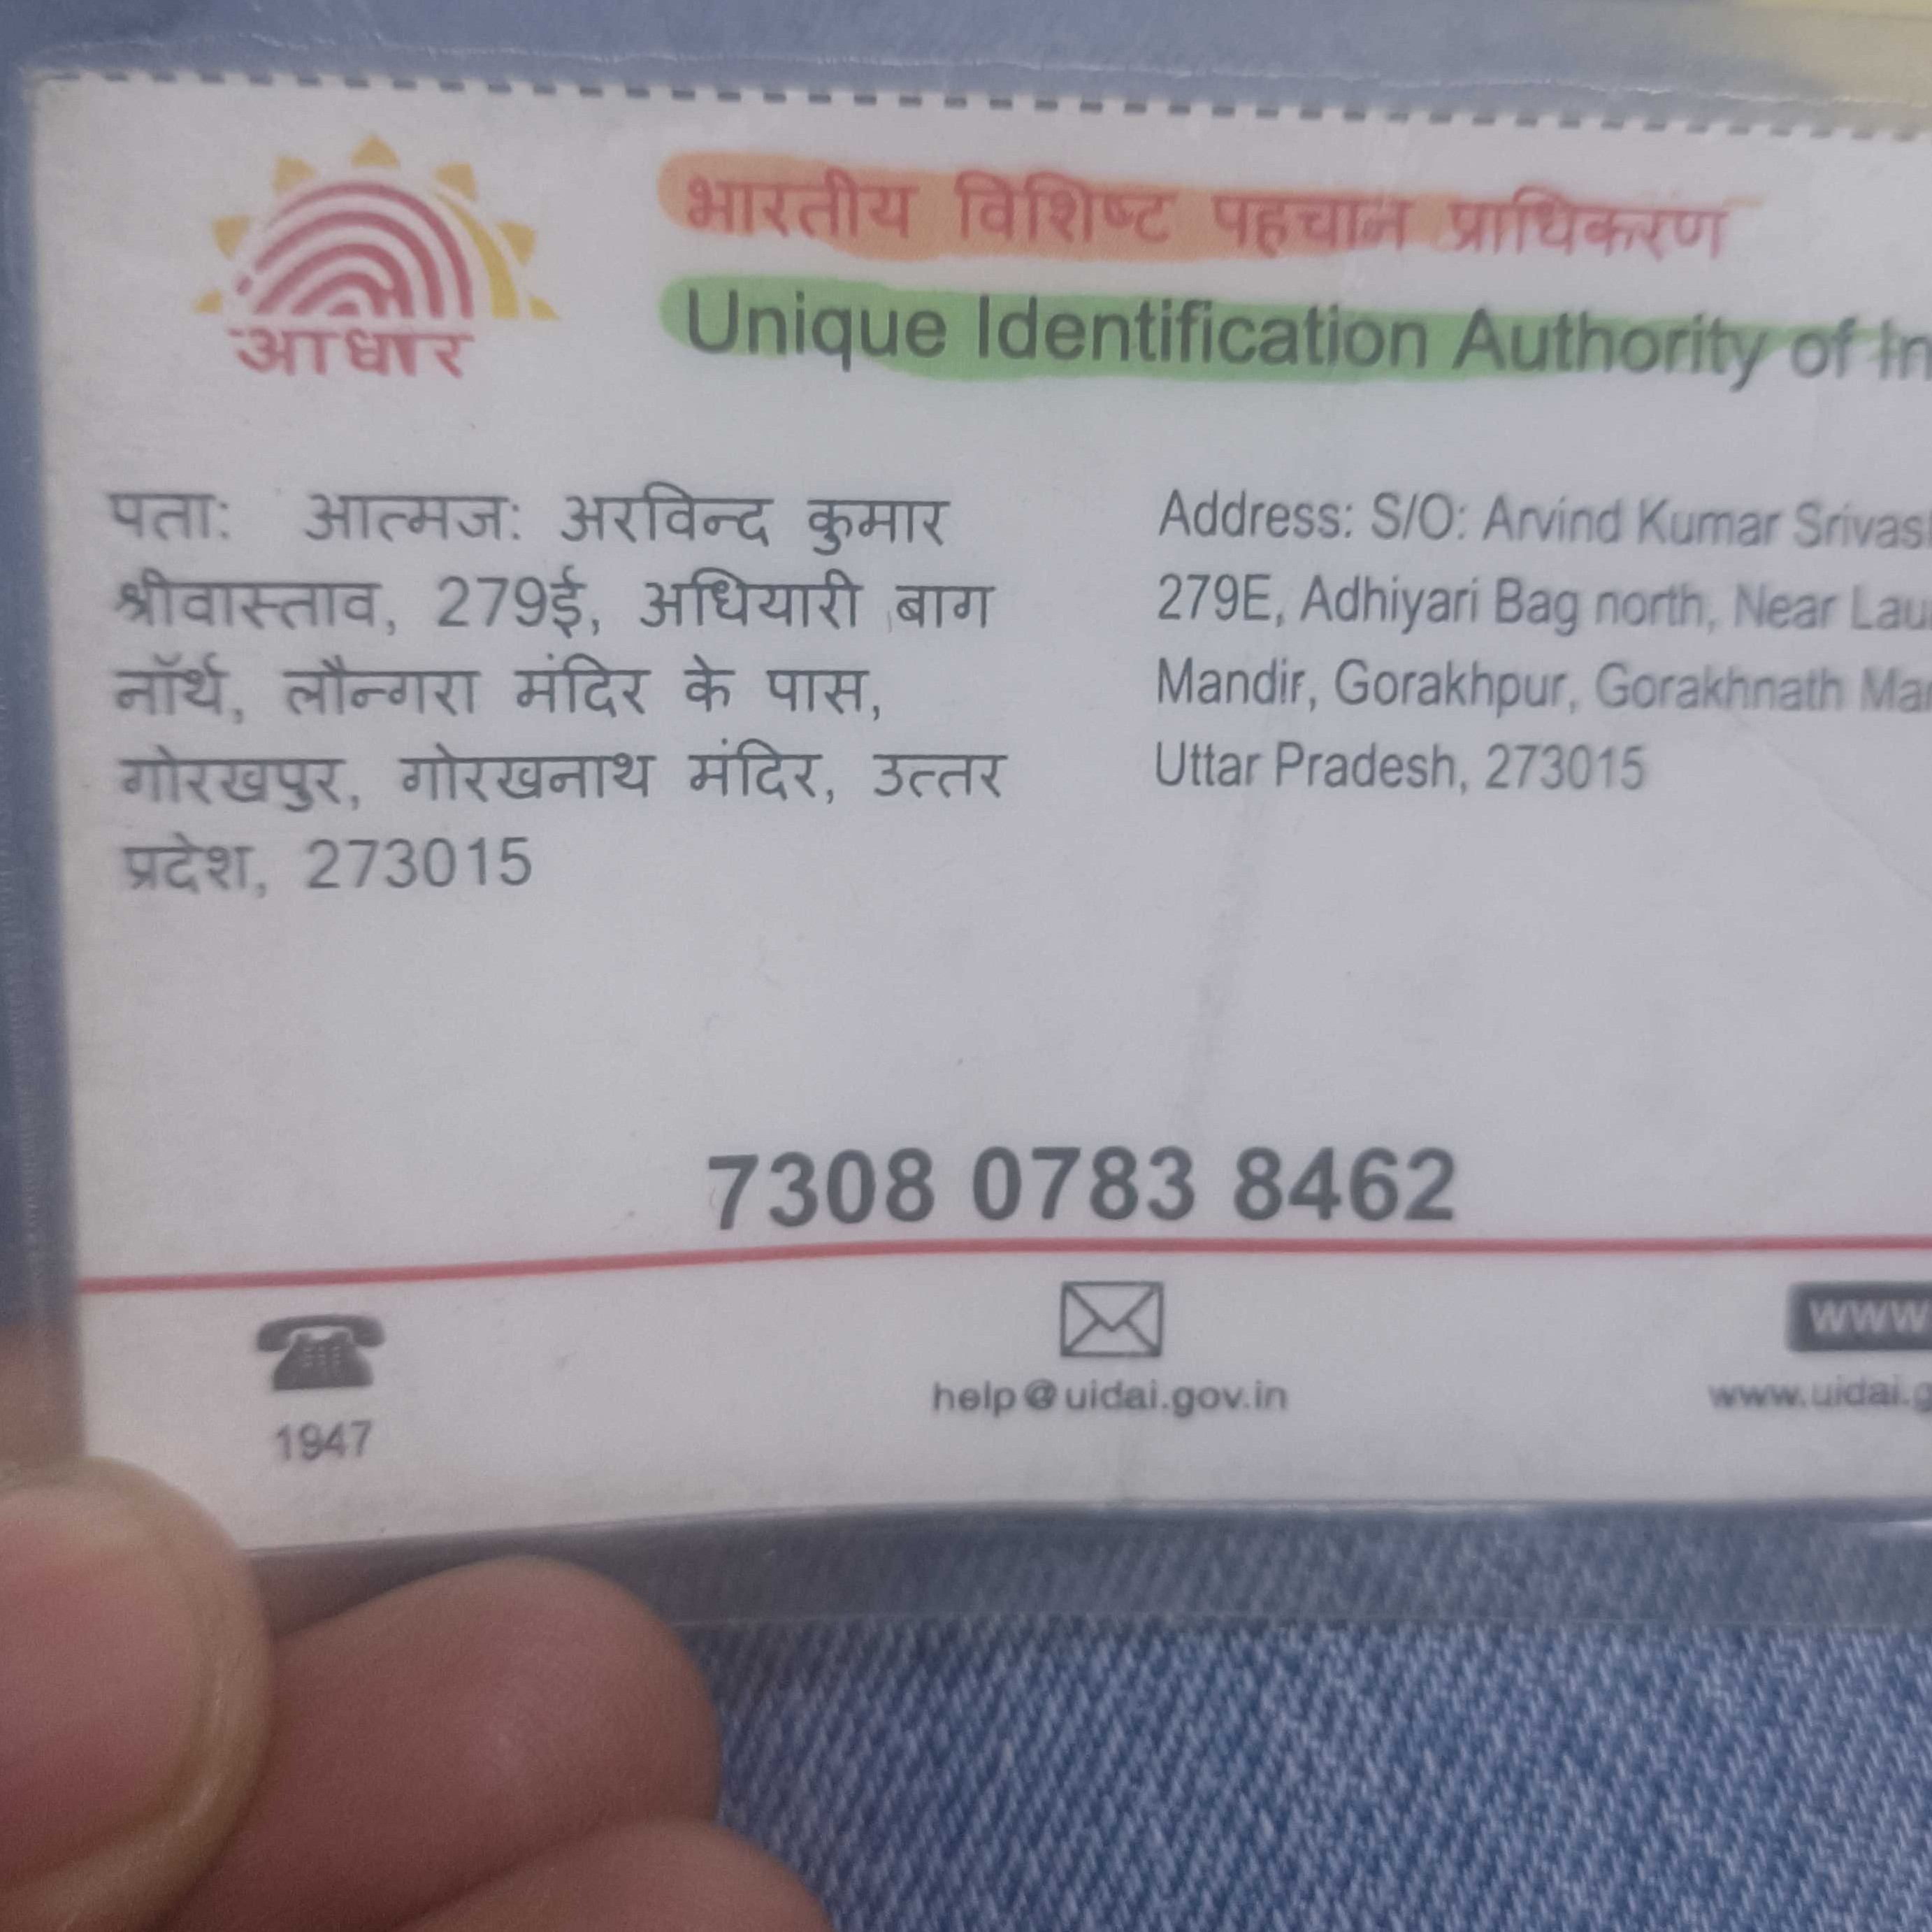 आधार
भारतीय विशिष्ट पहचान प्राधिकरण
Unique Identification Authority of
पता: आत्मज: अरविन्द कुमार
श्रीवास्ताव, 279ई, अधियारी बाग
नॉर्थ, लौन्गरा मंदिर के पास,
गोरखपुर, गोरखनाथ मंदिर, उत्तर
प्रदेश, 273015
Address: S/O: Arvind Kumar
279E, Adhiyari Bag north, Near
Mandir, Gorakhpur, Gorakhnath
Uttar Pradesh, 273015
7308 0783 8462
1947
help@uidai.gov.in
www
www.uidai.g